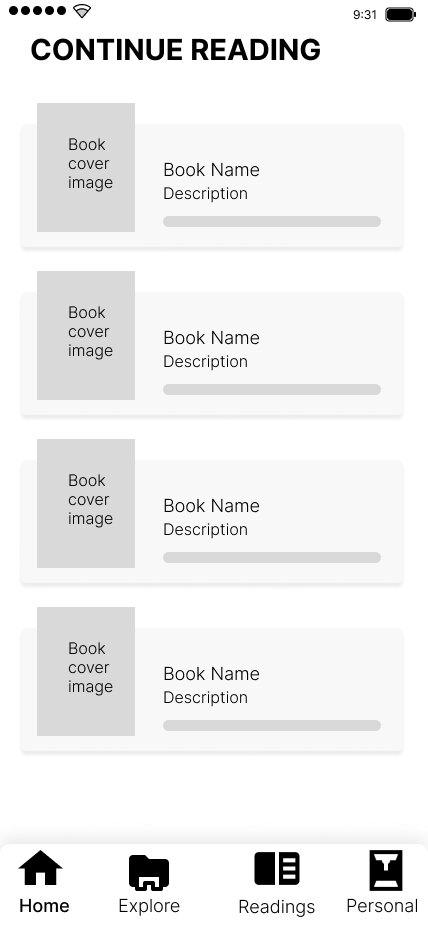 9:31
CONTINUE READING
Book
cover
image
Book Name
Description
Book
cover
image
Book Name
Description
Book
cover
image
Book Name
Description
Book
cover
image
Book Name
Description
Home
Explore
Readings
Personal